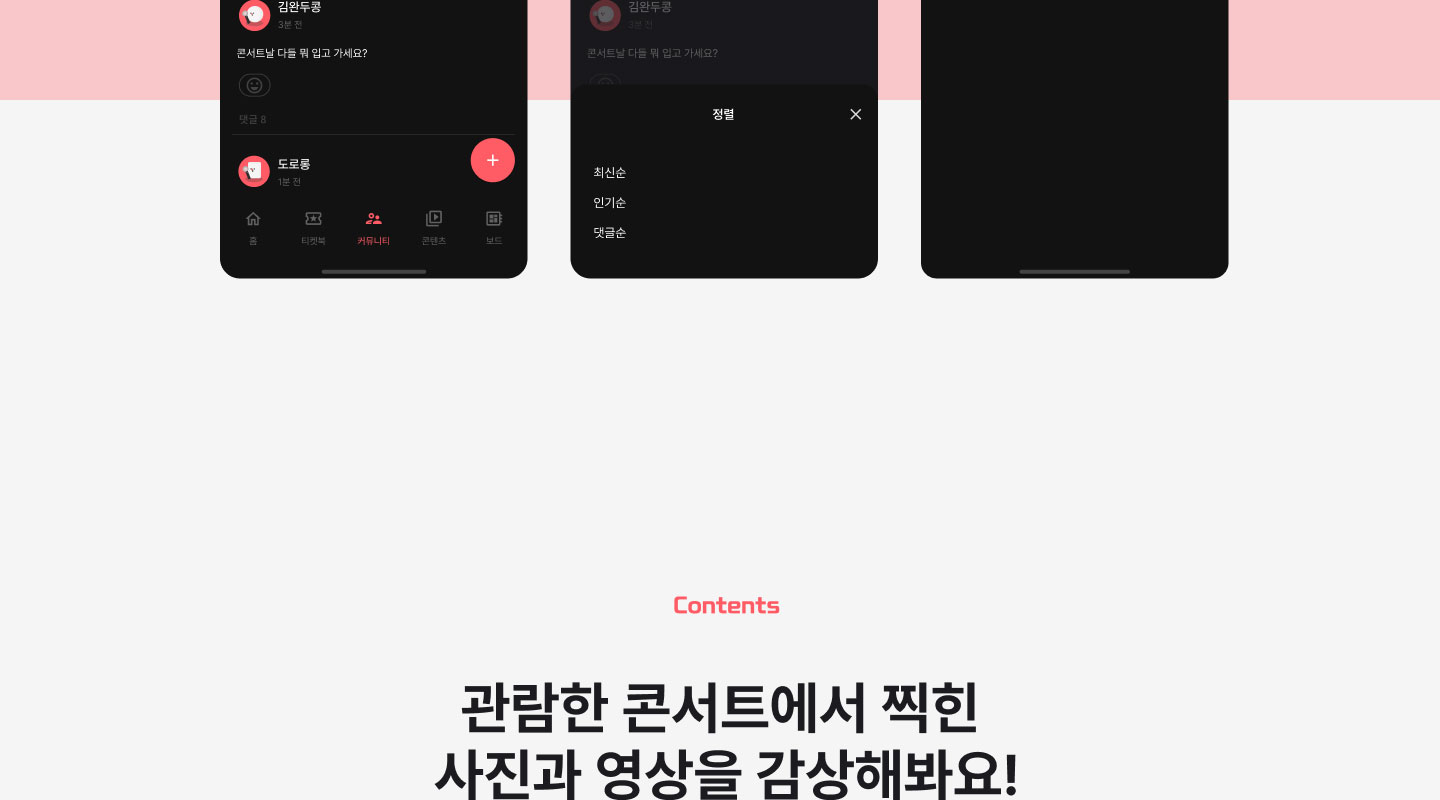 김완두콩
3분 전
콘서트날 다들 뭐 입고 가세요?
댓글 8
도로롱
1분 전
홈
티켓북
커뮤니티
콘텐츠
보드
김완두콩
3분 전
콘서트날 다들 뭐 입고 가세요?
정렬
최신순
인기순
댓글순
Contents
관람한 콘서트에서 찍힌
사진과 영상을 감상해봐요!